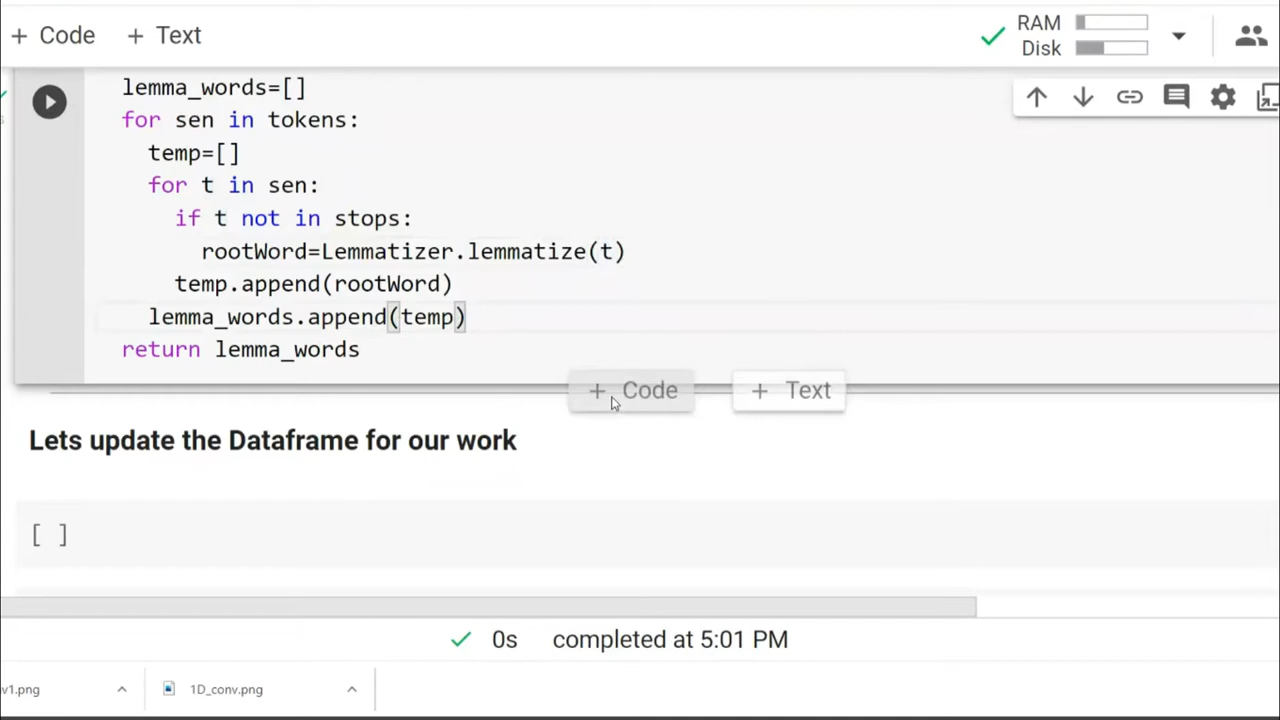 + Code + Text
RAM
Disk
lemma_words=[]
for sen in tokens:
temp=[]
for t in sen:
if t not in stops:
rootWord=Lemmatizer.lemmatize(t)
temp.append(rootWord)
lemma_words.append(temp)
return lemma_words
+ Code + Text
Lets update the Dataframe for our work
[ ]
0s completed at 5:01 PM
v1.png 1D_conv.png